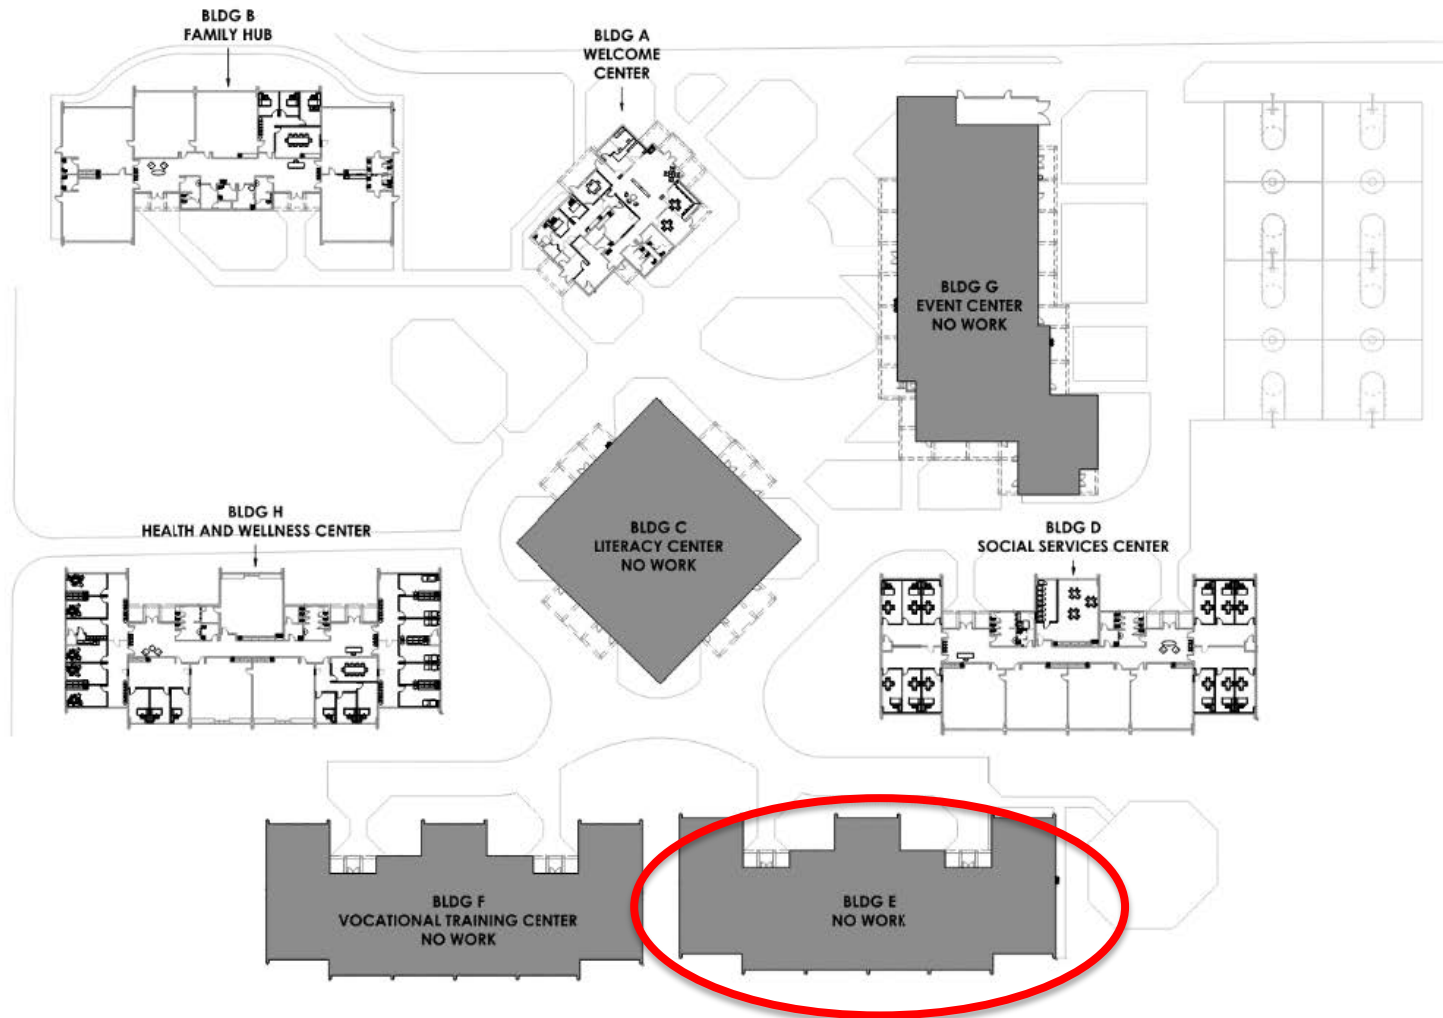 BLDG B
FAMILY HUB
BLDG A
WELCOME
CENTER
BLDG G
EVENT CENTER
NO WORK
BLDG H
HEALTH AND WELLNESS CENTER
BLDG C
LITERACY CENTER
NO WORK
BLDG D
SOCIAL SERVICES CENTER
BLDG F
VOCATIONAL TRAINING CENTER
NO WORK
BLDG E
NO WORK